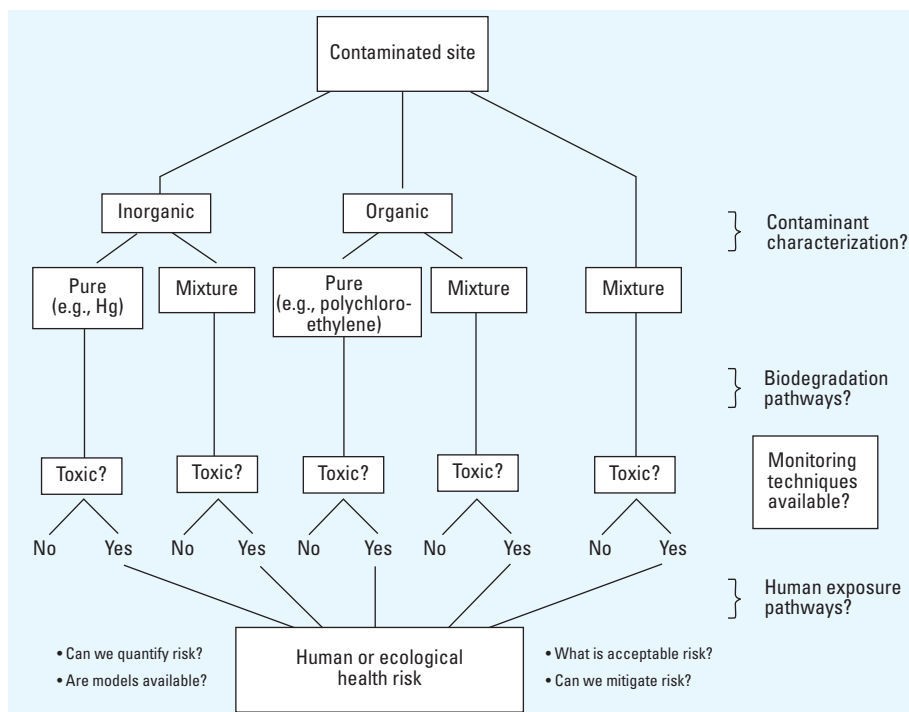 Contaminated site
Inorganic
Organic
Contaminant
characterization?
Pure
(e.g., Hg)
Mixture
Pure
(e.g., polychloro-
ethylene)
Mixture
Mixture
Biodegradation
pathways?
Toxic?
Toxic?
Toxic?
Toxic?
Toxic?
Monitoring
techniques
available?
No
Yes
No
Yes
No
Yes
No
Yes
No
Yes
Human exposure
pathways?
• Can we quantify risk?
• Are models available?
Human or ecological
health risk
• What is acceptable risk?
• Can we mitigate risk?